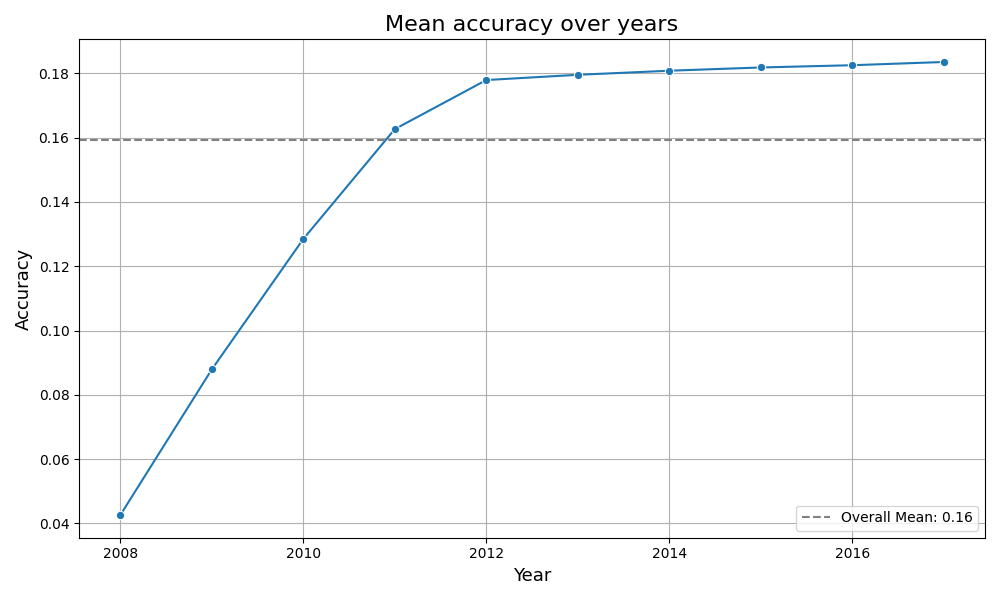 Mean accuracy over years
Accuracy
0.18
0.16
0.14
0.12
0.10
0.08
0.06
0.04
Overall Mean: 0.16
2008 2010 2012 2014 2016
Year